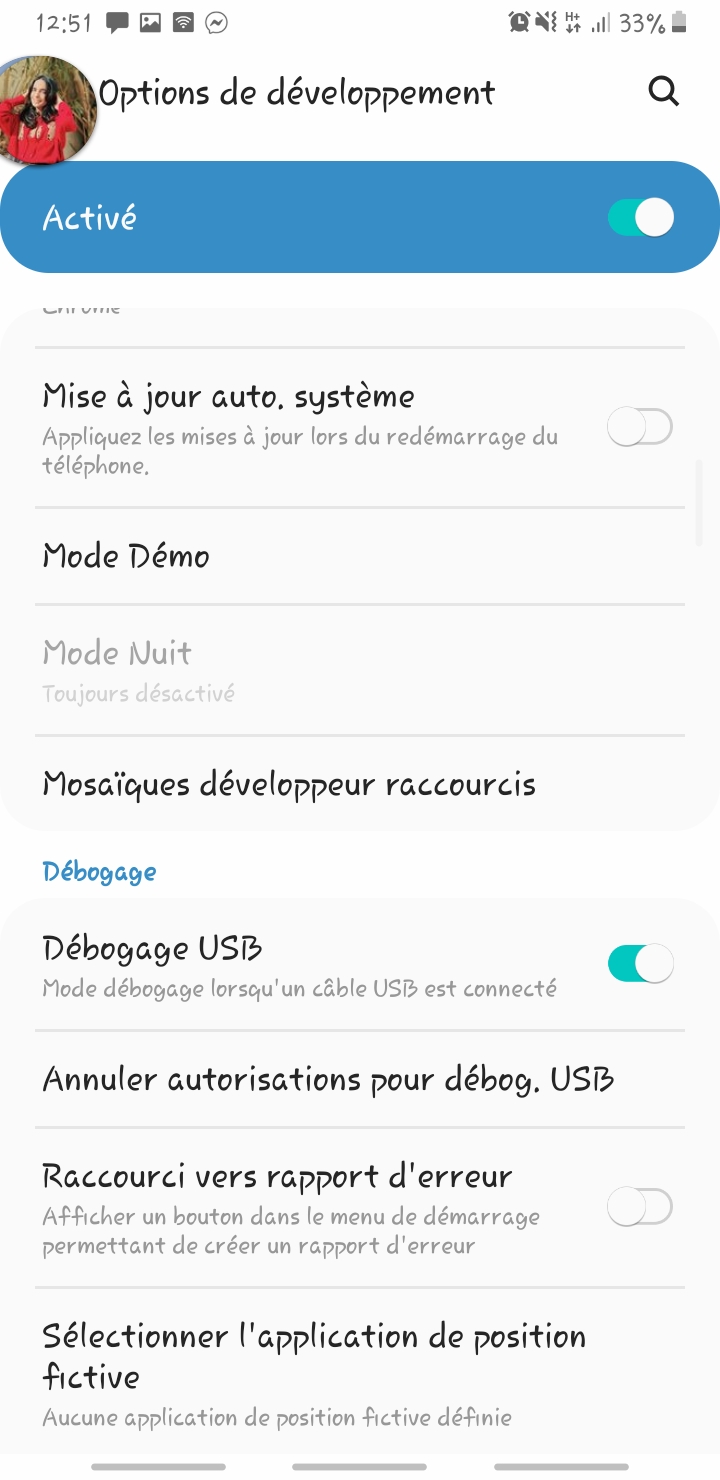 12:51 H+ 33%
Options de développement
Activé
Chrome
Mise à jour auto. système
Appliquez les mises à jour lors du redémarrage du
téléphone.
Mode Démo
Mode Nuit
Toujours désactivé
Mosaïques développeur raccourcis
Débogage
Débogage USB
Mode débogage lorsqu'un câble USB est connecté
Annuler autorisations pour débog. USB
Raccourci vers rapport d'erreur
Afficher un bouton dans le menu de démarrage
permettant de créer un rapport d'erreur
Sélectionner l'application de position
fictive
Aucune application de position fictive définie